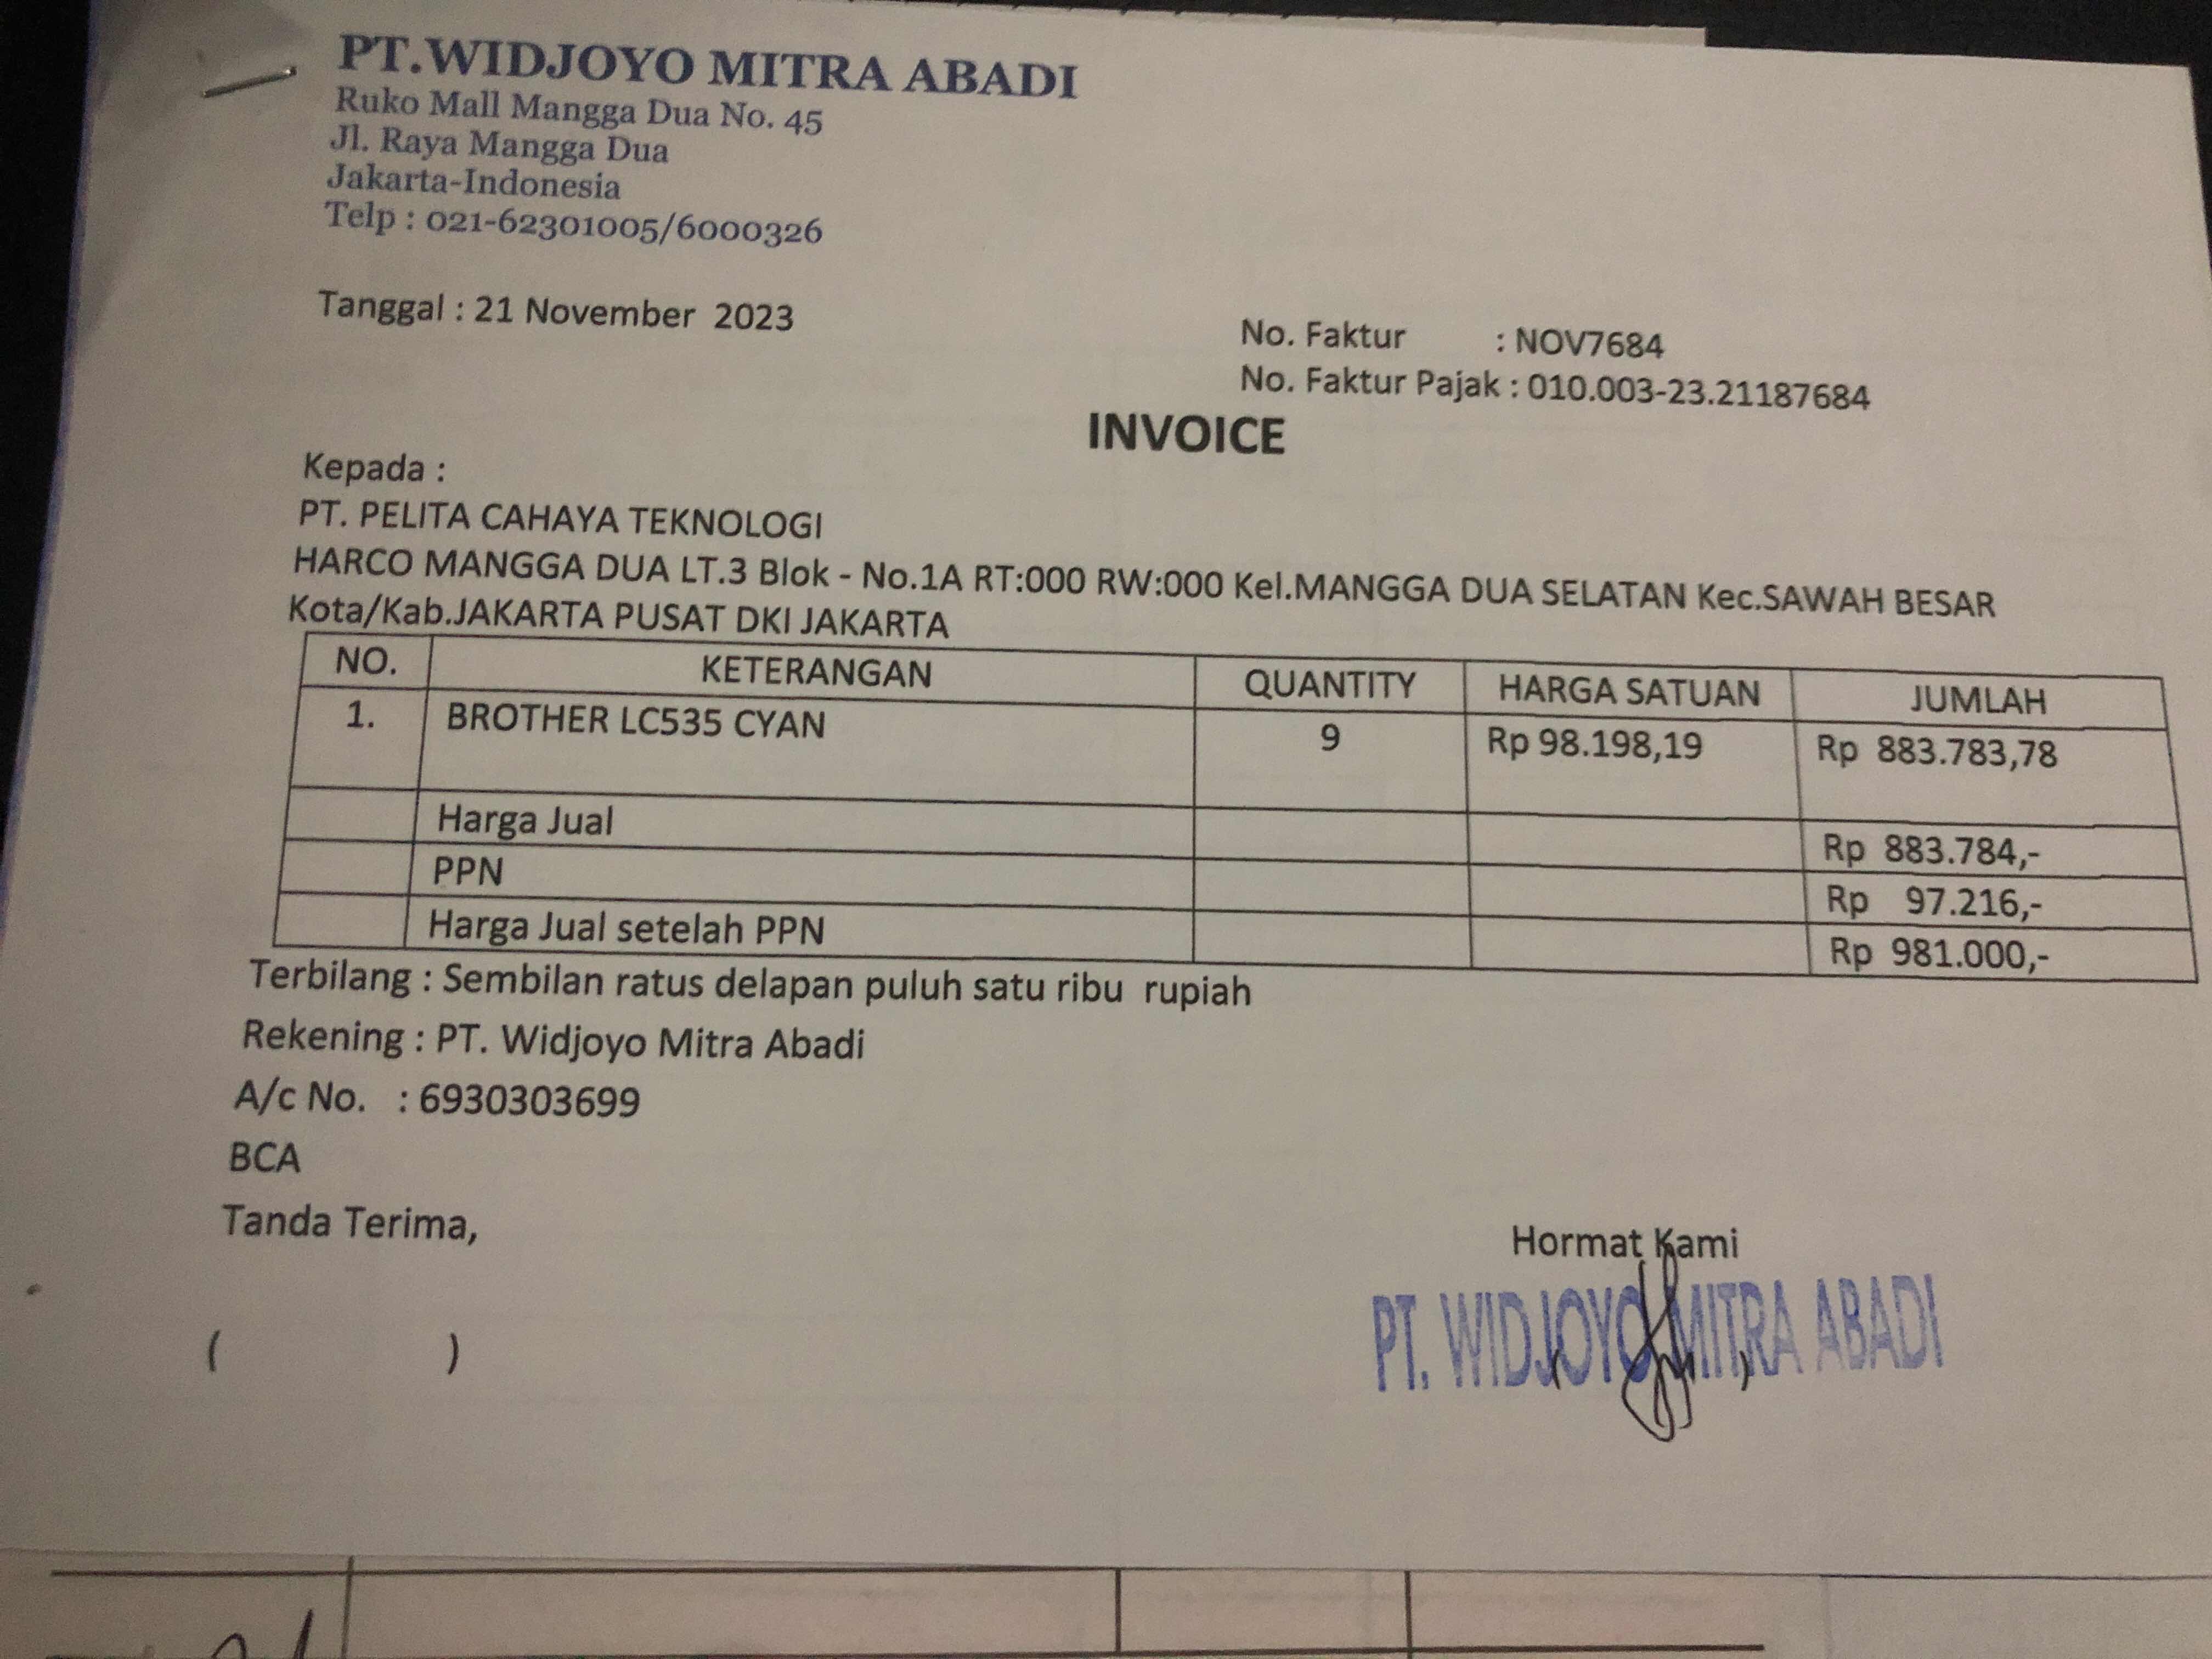 PT.WIDJOYO MITRA ABADI
Ruko Mall Mangga Dua No. 45
Jl. Raya Mangga Dua
Jakarta-Indonesia
Telp : 021-62301005/6000326
Tanggal : 21 November 2023
No. Faktur : NOV7684
No. Faktur Pajak : 010.003-23.21187684
INVOICE
Kepada :
PT. PELITA CAHAYA TEKNOLOGI
HARCO MANGGA DUA LT.3 Blok - No.1A RT:000 RW:000 Kel.MANGGA DUA SELATAN Kec.SAWAH BESAR
Kota/Kab.JAKARTA PUSAT DKI JAKARTA
NO. KETERANGAN QUANTITY HARGA SATUAN JUMLAH
1. BROTHER LC535 CYAN 9 Rp 98.198,19 Rp 883.783,78
Harga Jual Rp 883.784,-
PPN Rp 97.216,-
Harga Jual setelah PPN Rp 981.000,-
Terbilang : Sembilan ratus delapan puluh satu ribu rupiah
Rekening : PT. Widjoyo Mitra Abadi
A/c No. : 6930303699
BCA
Tanda Terima,
Hormat Kami
( )
PT. WIDJOYO MITRA ABADI
( )